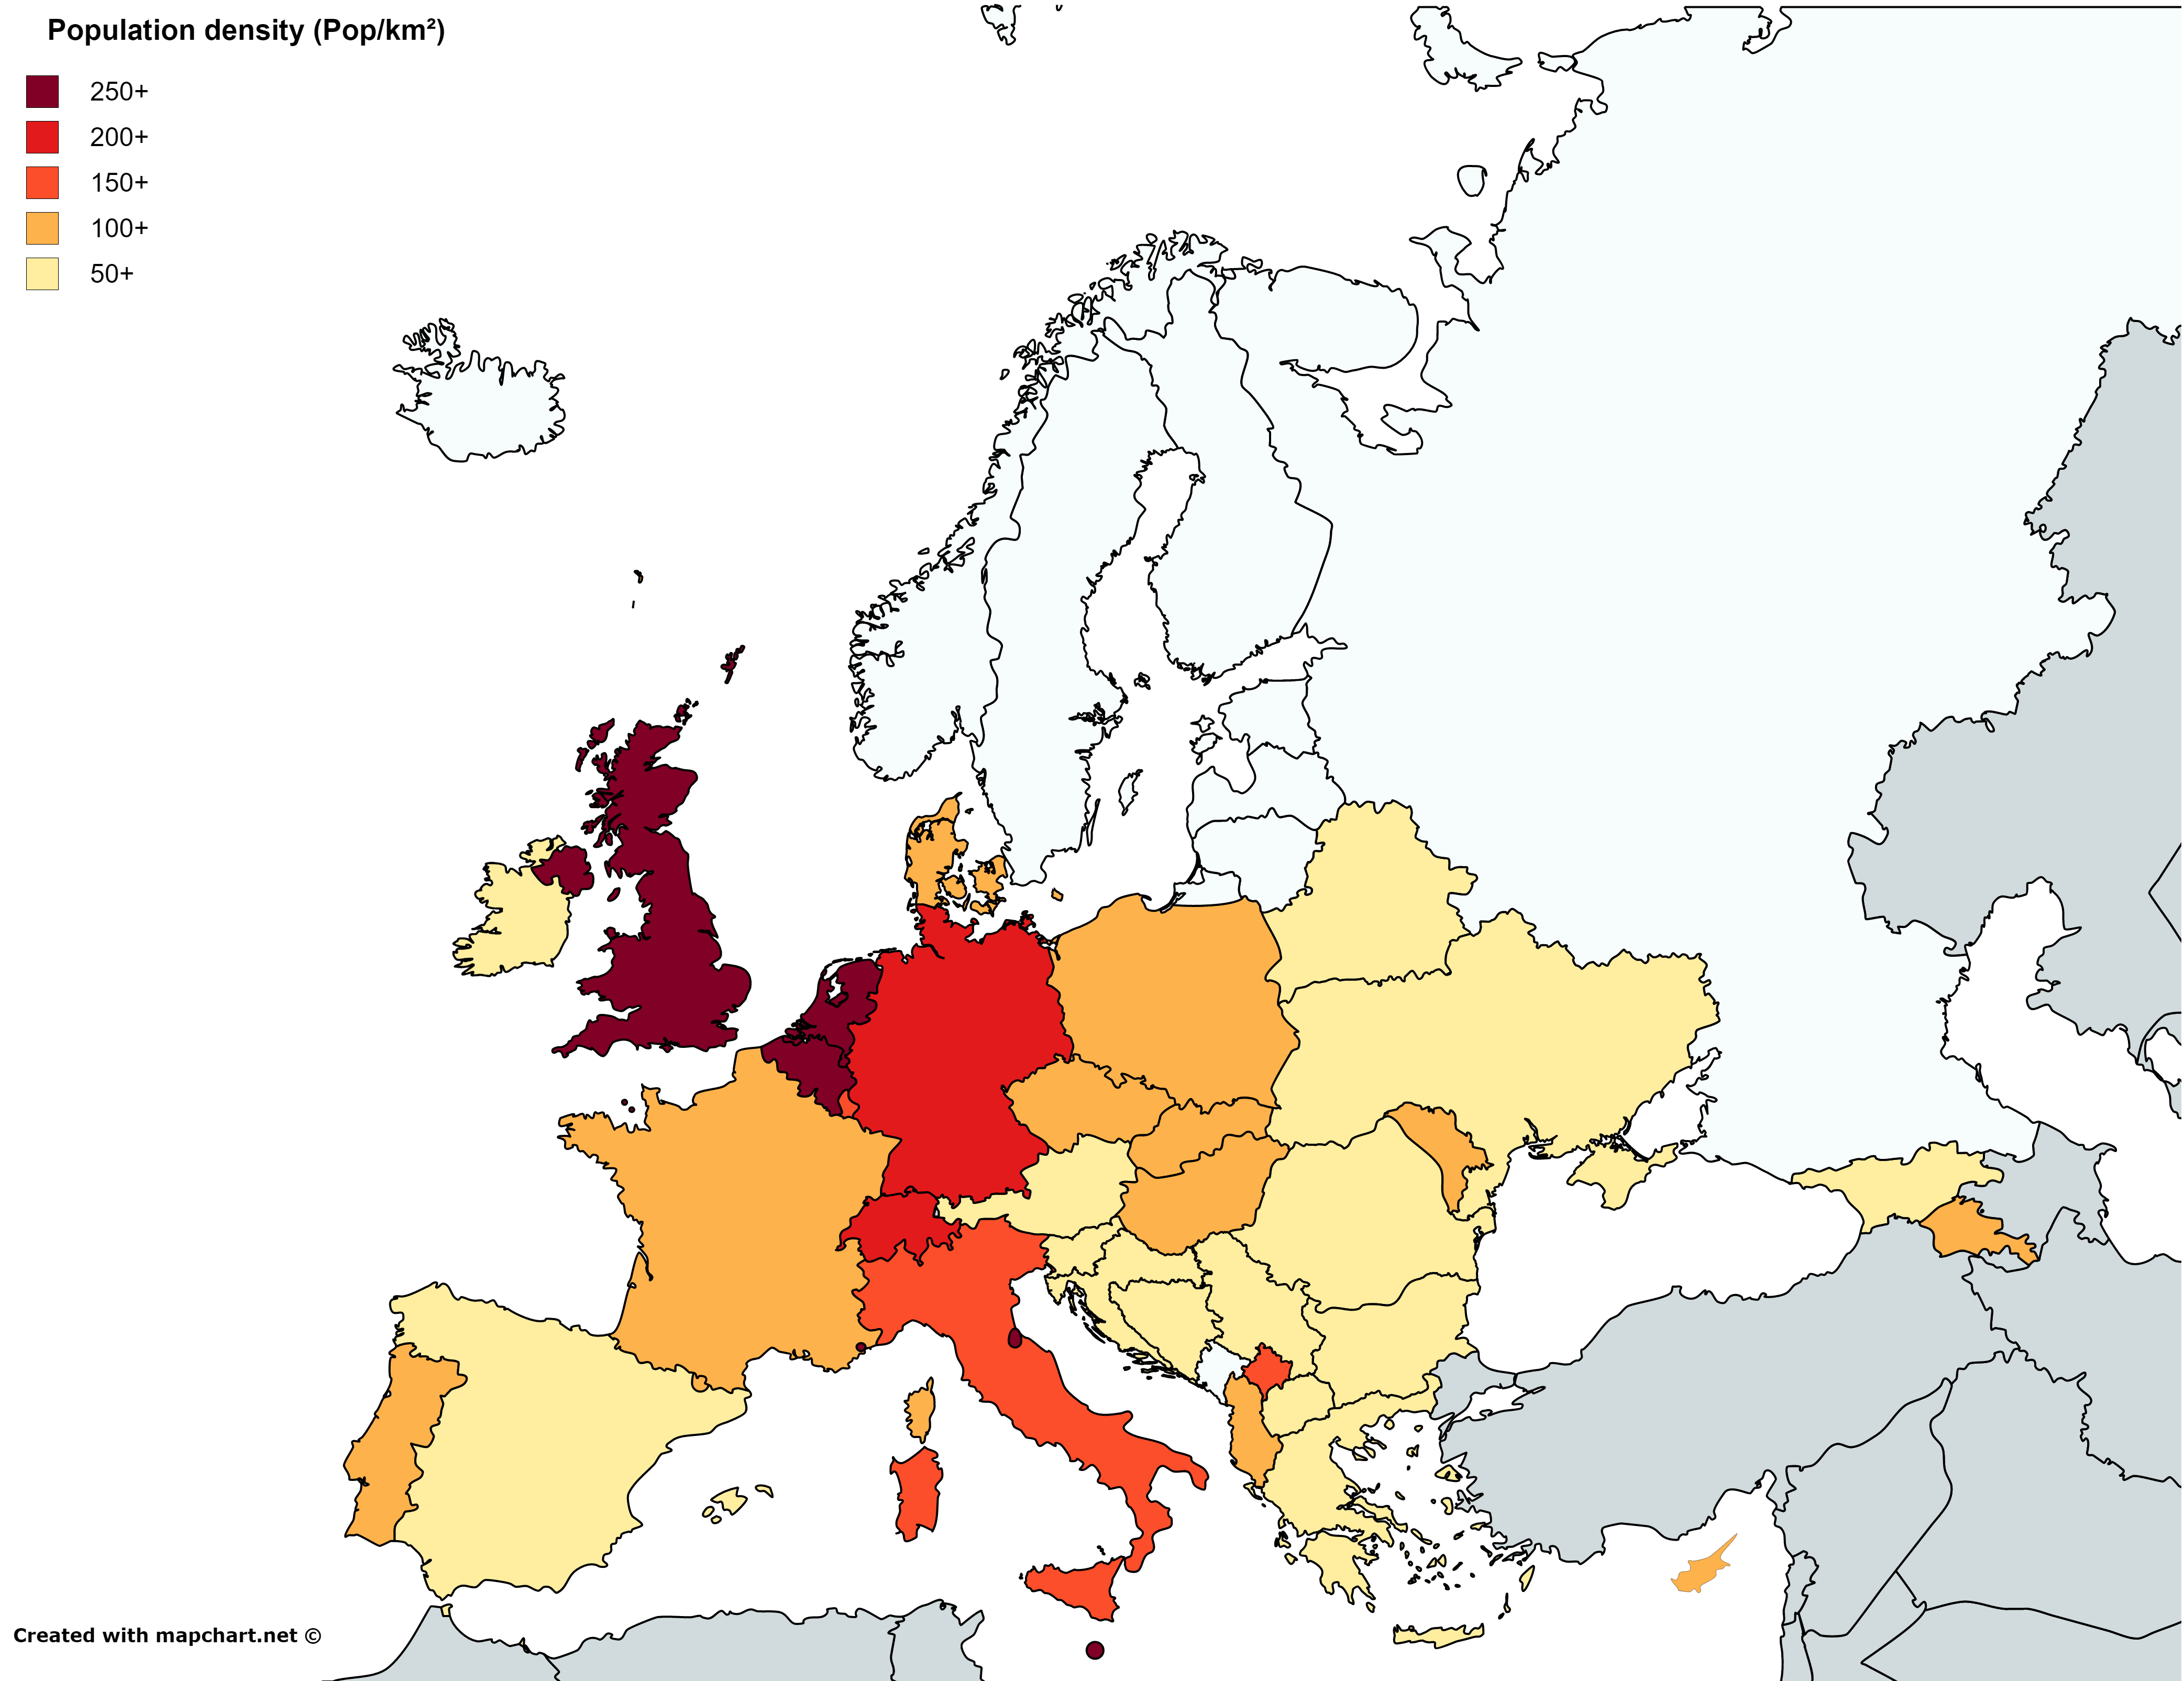 Population density (Pop/km²)
250+
200+
150+
100+
50+
Created with mapchart.net ©